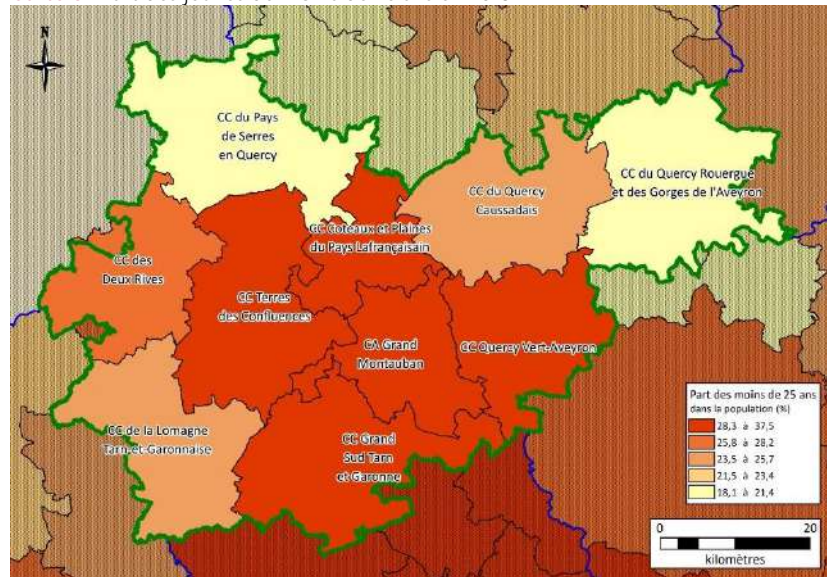 N
CC du Pays
de Serres
en Quercy
CC du Quercy Rouergue
et des Gorges de l'Aveyron
CC du Quercy
Caussadais
CC Coteaux et Plaines
du Pays Lafrançaisain
CC des
Deux Rives
CC Terres
des Confluences
CA Grand
Montauban
CC Quercy Vert-Aveyron
CC de la Lomagne
Tarn-et-Garonnaise
CC Grand
Sud Tarn
et Garonne
Part des moins de 25 ans
dans la population (%)
28,3 à 37,5
25,8 à 28,2
23,5 à 25,7
21,5 à 23,4
18,1 à 21,4
0 20
kilomètres